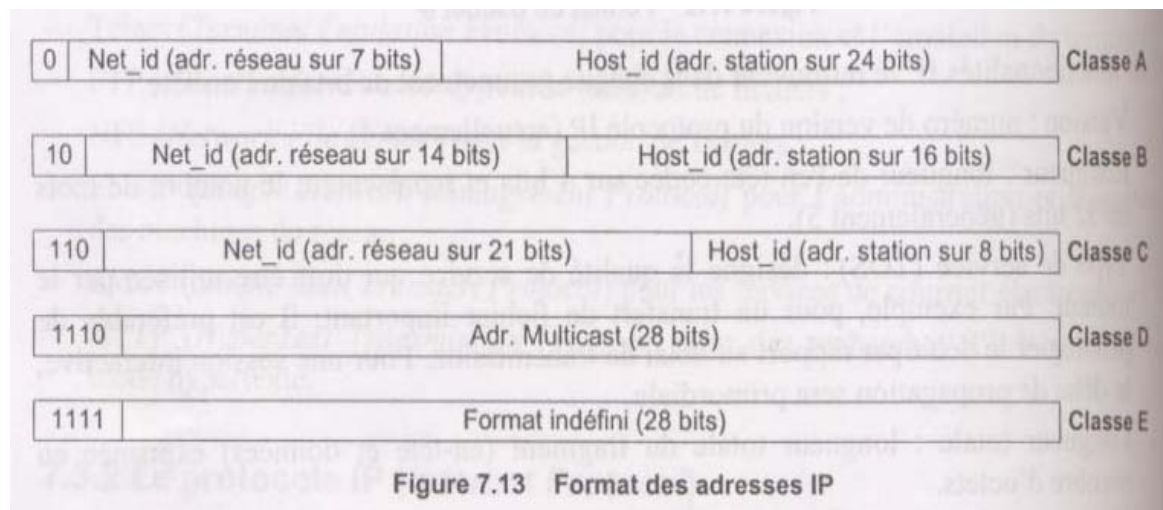 0 Net_id (adr. réseau sur 7 bits) Host_id (adr. station sur 24 bits) Classe A
10 Net_id (adr. réseau sur 14 bits) Host_id (adr. station sur 16 bits) Classe B
110 Net_id (adr. réseau sur 21 bits) Host_id (adr. station sur 8 bits) Classe C
1110 Adr. Multicast (28 bits) Classe D
1111 Format indéfini (28 bits) Classe E
Figure 7.13 Format des adresses IP